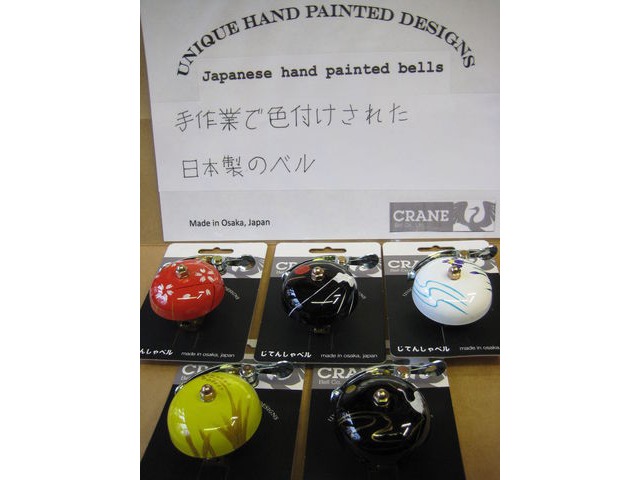 UNIQUE HAND PAINTED DESIGNS
Japanese hand painted bells
手作業で色付けされた
日本製のベル
Made in Osaka, Japan
CRANE
CRANE
じてんしゃベル
made in osaka, japan
じてんしゃベル
made in osaka, japan
じてんしゃベル
made in osaka, japan
CRANE
Bell Co.